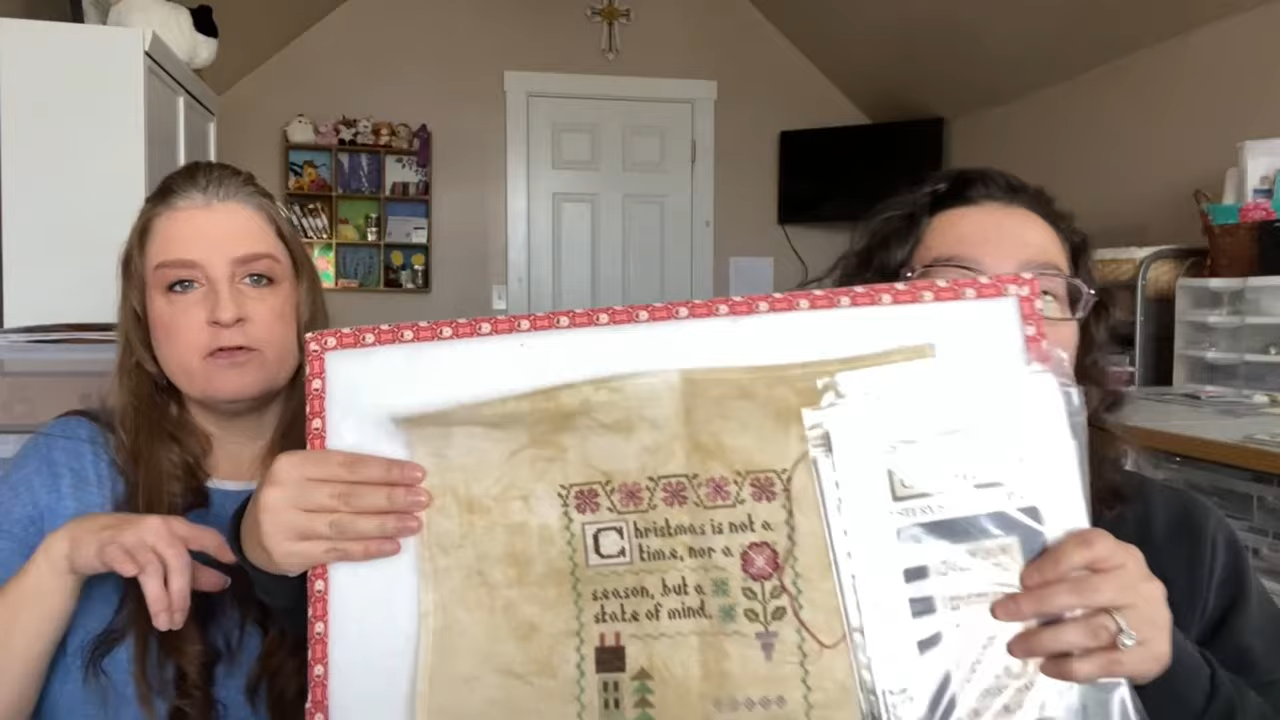 Christmas is not a
time, nor a
season, but a
state of mind.